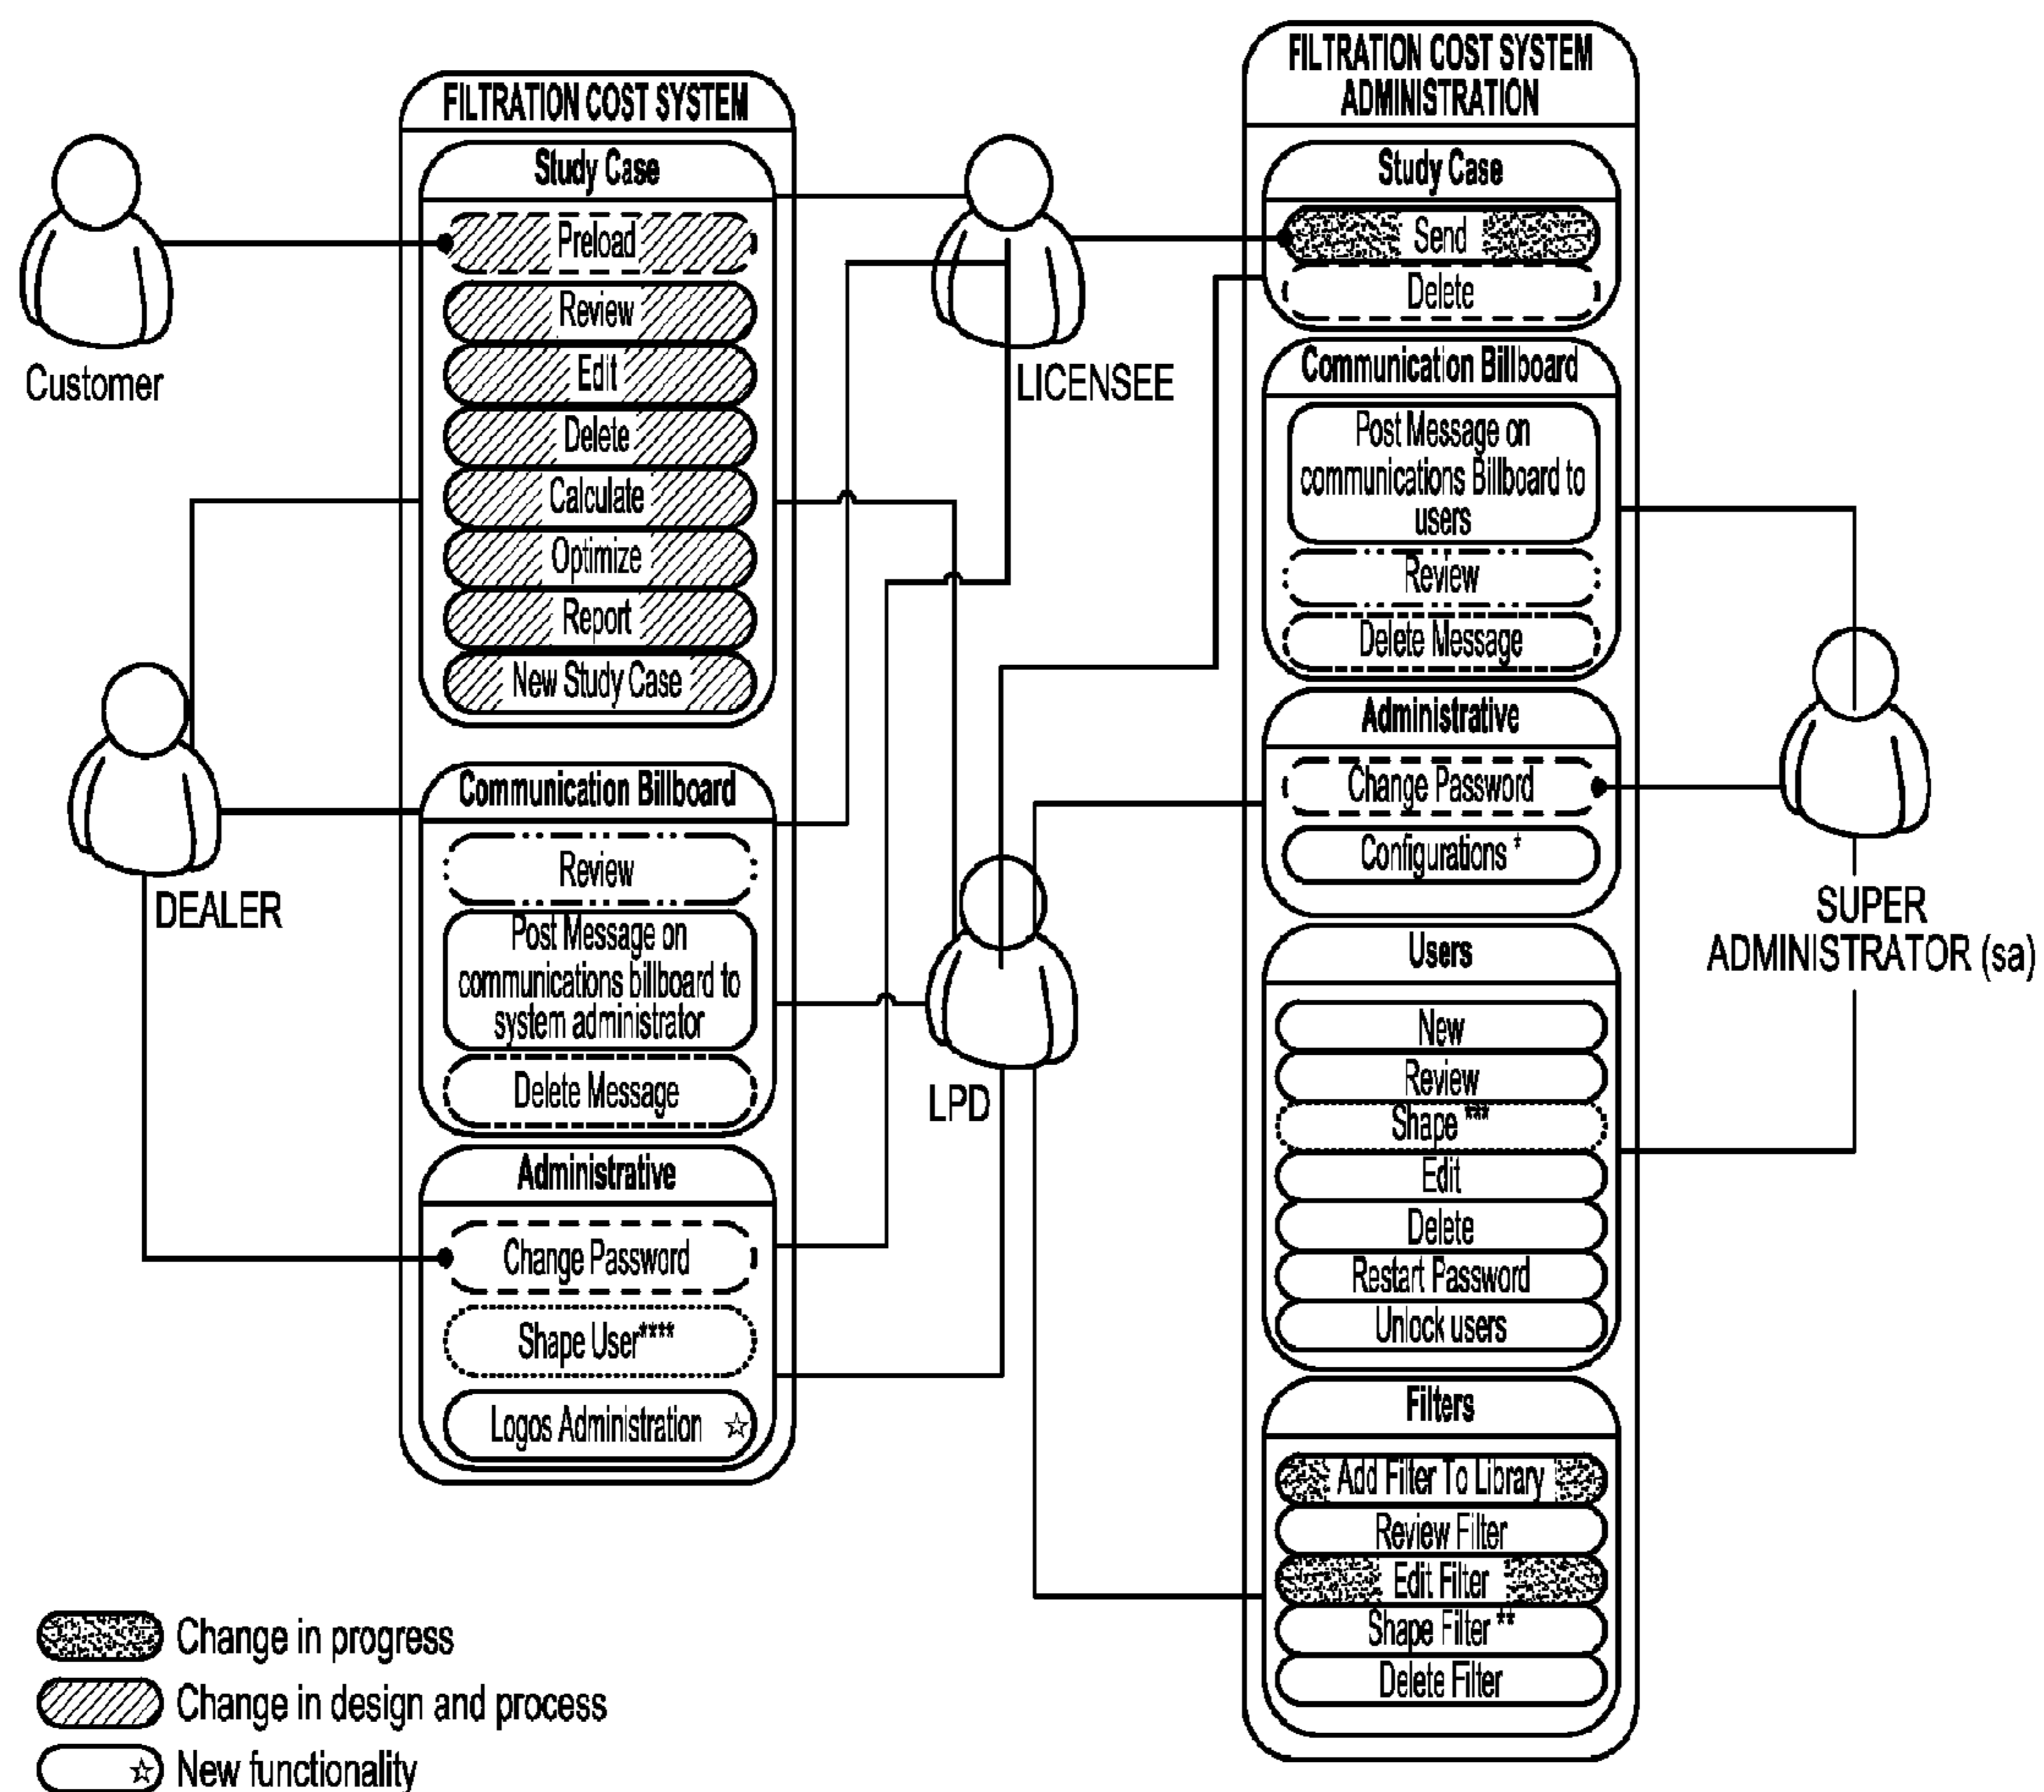 FILTRATION COST SYSTEM
Study Case
Preload
Review
Edit
Delete
Calculate
Optimize
Report
New Study Case
Communication Billboard
Review
Post Message on
communications billboard to
system administrator
Delete Message
Administrative
Change Password
Shape User****
Logos Administration ☆
Customer
DEALER
LICENSEE
LPD
FILTRATION COST SYSTEM
ADMINISTRATION
Study Case
Send
Delete
Communication Billboard
Post Message on
communications Billboard to
users
Review
Delete Message
Administrative
Change Password
Configurations *
Users
New
Review
Shape ***
Edit
Delete
Restart Password
Unlock users
Filters
Add Filter To Library
Review Filter
Edit Filter
Shape Filter **
Delete Filter
SUPER
ADMINISTRATOR (sa)
Change in progress
Change in design and process
☆ New functionality